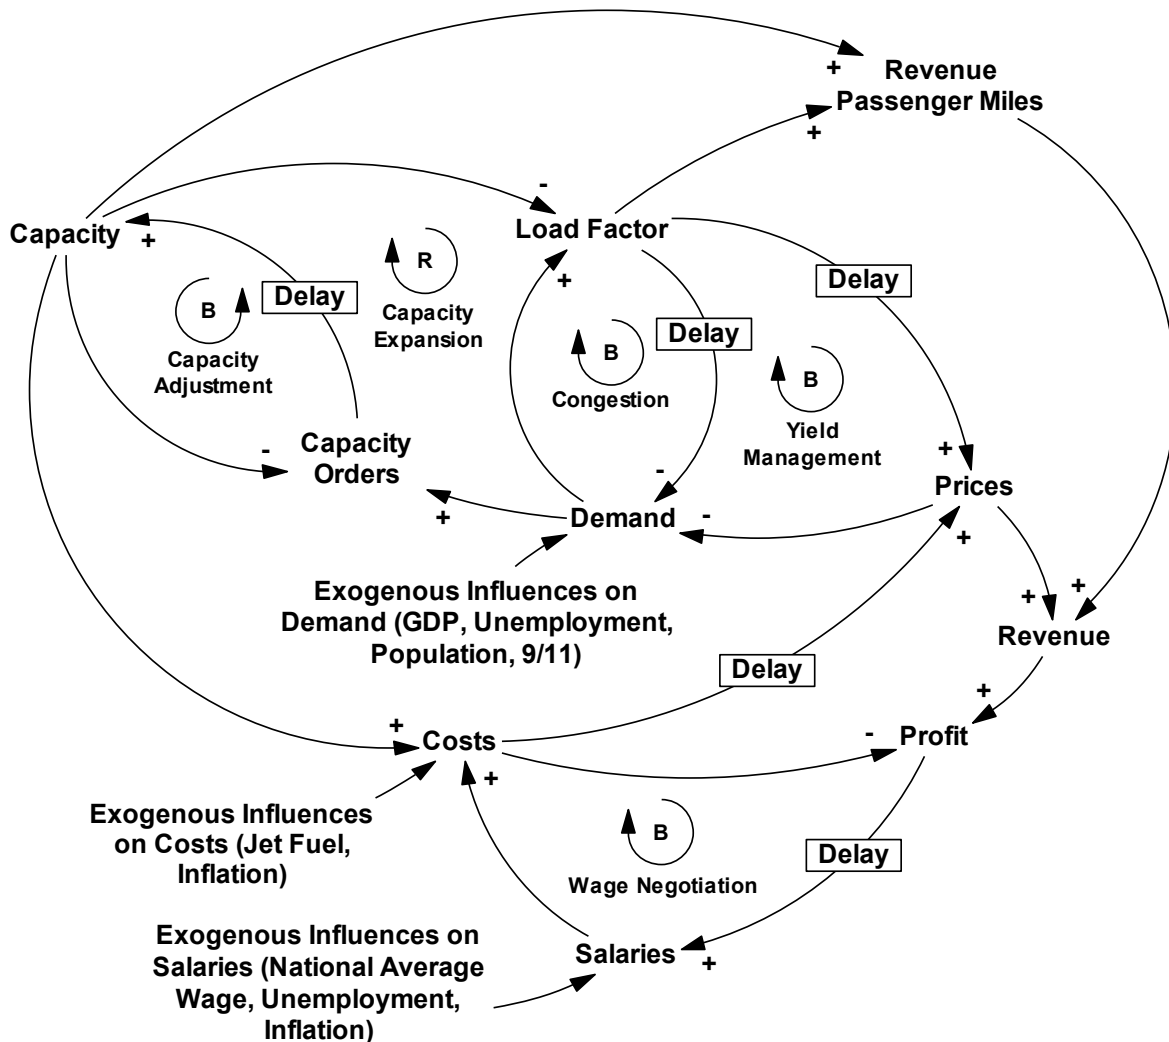 +
Revenue
Passenger Miles
+
-
Capacity
+
Load Factor
+
R
Capacity
Expansion
Delay
Delay
B
Capacity
Adjustment
Delay
B
Congestion
B
Yield
Management
-
Capacity
Orders
+
-
Demand
-
+
Prices
+
Exogenous Influences on
Demand (GDP, Unemployment,
Population, 9/11)
+
+
Revenue
Delay
+
+
Costs
-
Profit
+
Exogenous Influences
on Costs (Jet Fuel,
Inflation)
B
Wage Negotiation
Delay
Exogenous Influences on
Salaries (National Average
Wage, Unemployment,
Inflation)
Salaries
+